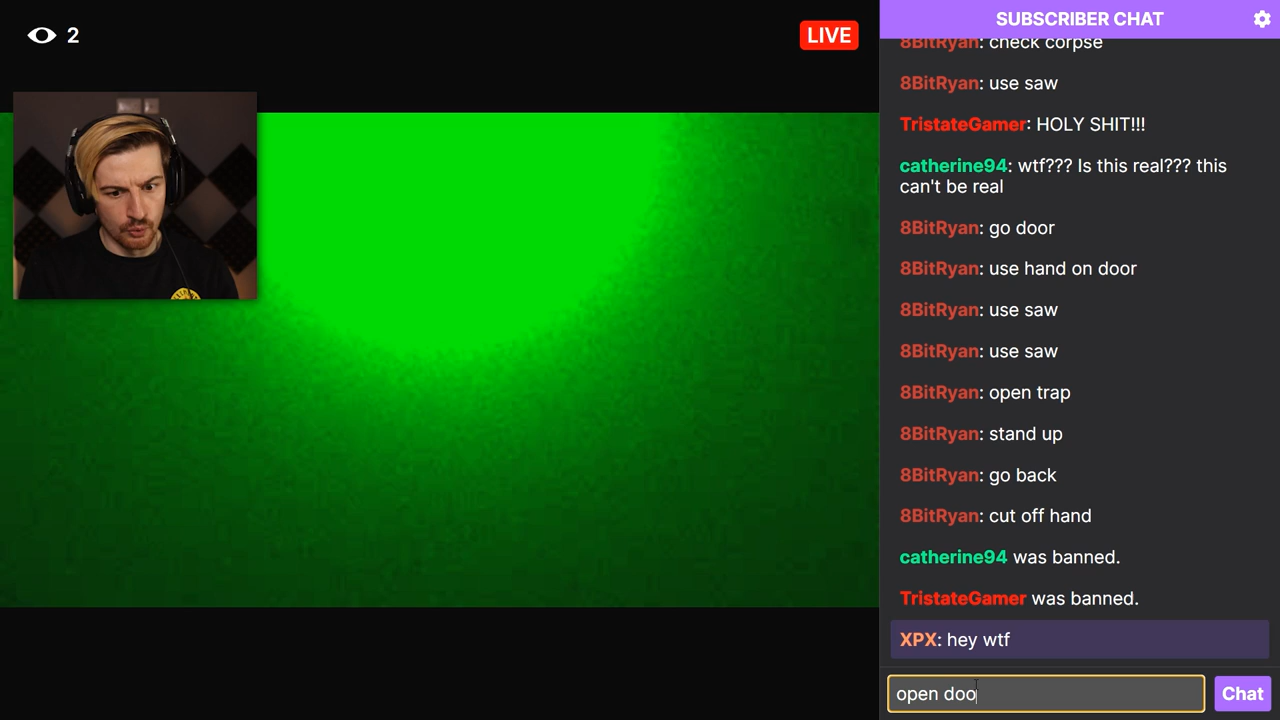 2
LIVE
SUBSCRIBER CHAT
8BitRyan: check corpse
8BitRyan: use saw
TristateGamer: HOLY SHIT!!!
catherine94: wtf??? Is this real??? this
can't be real
8BitRyan: go door
8BitRyan: use hand on door
8BitRyan: use saw
8BitRyan: use saw
8BitRyan: open trap
8BitRyan: stand up
8BitRyan: go back
8BitRyan: cut off hand
catherine94 was banned.
TristateGamer was banned.
XPX: hey wtf
open doo
Chat